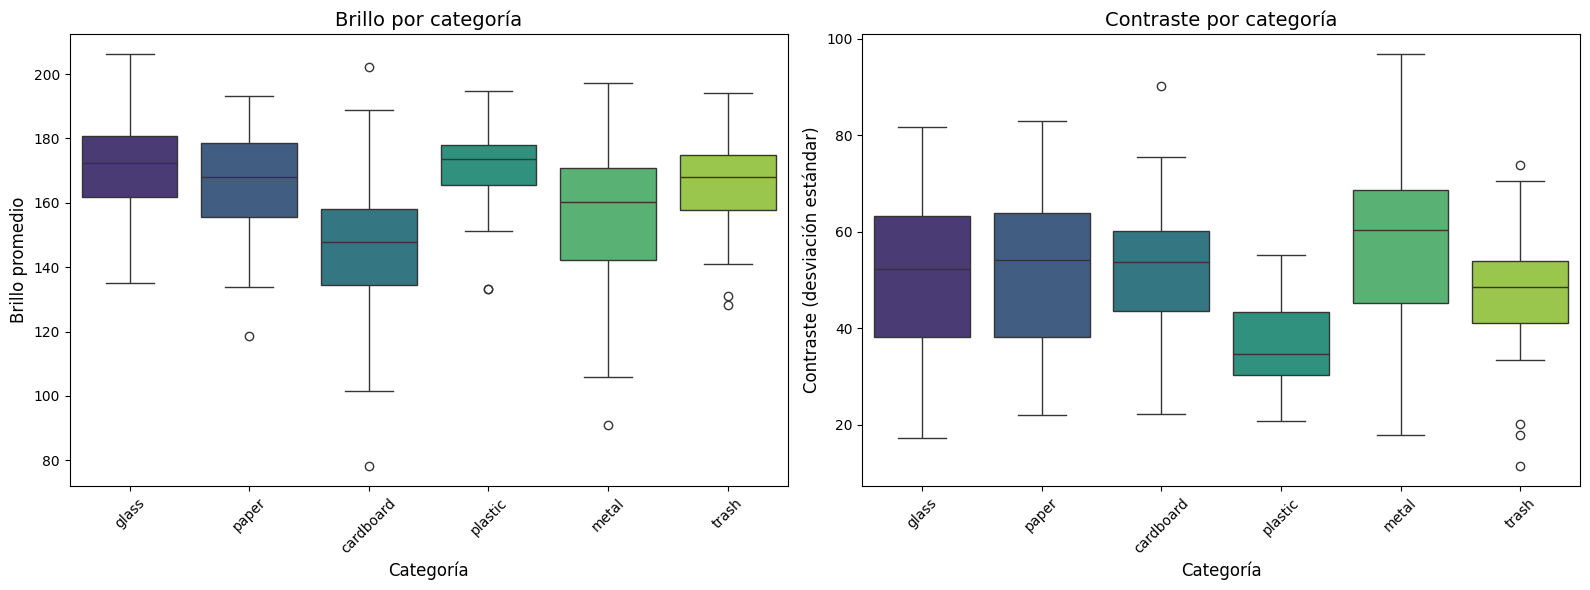 Brillo por categoría
Brillo promedio
200
180
160
140
120
100
80
glass
paper
cardboard
plastic
metal
trash
Categoría
Contraste por categoría
Contraste (desviación estándar)
100
80
60
40
20
glass
paper
cardboard
plastic
metal
trash
Categoría